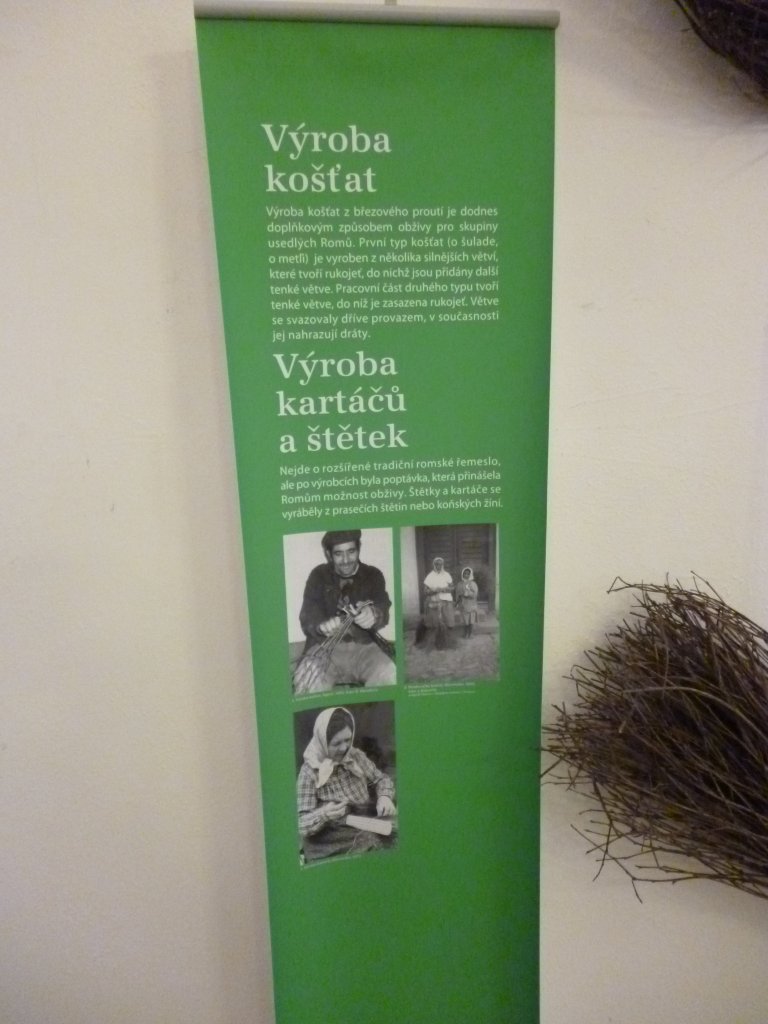 Výroba
košťat
Výroba košťat z březového proutí je dodnes
doplňkovým způsobem obživy pro skupiny
usedlých Romů. První typ košťat (o šulade,
o metli) je vyroben z několika silnějších větví,
které tvoří rukojeť, do nichž jsou přidány další
tenké větve. Pracovní část druhého typu tvoří
tenké větve, do níž je zasazena rukojeť. Větve
se svazovaly dříve provazem, v současnosti
jej nahrazují dráty.
Výroba
kartáčů
a štětek
Nejde o rozšířené tradiční romské řemeslo,
ale po výrobcích byla poptávka, která přinášela
Romům možnost obživy. Štětky a kartáče se
vyráběly z prasečích štětin nebo koňských žíní.